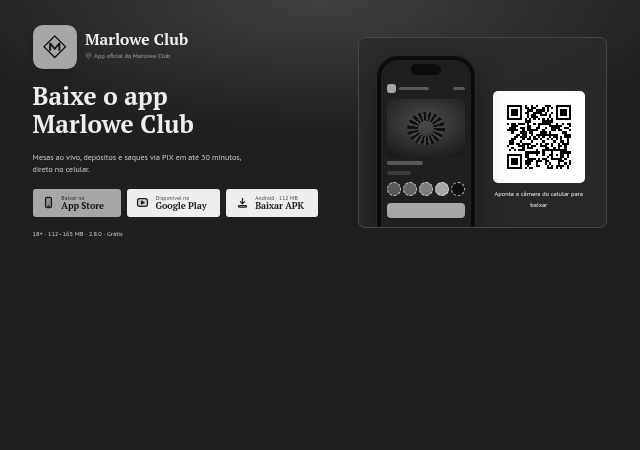 Marlowe Club
App oficial da Marlowe Club
Baixe o app
Marlowe Club
Mesas ao vivo, depósitos e saques via PIX em até 30 minutos,
direto no celular.
Baixar no
App Store
Disponível no
Google Play
Android · 112 MB
Baixar APK
18+ · 112–165 MB · 2.8.0 · Grátis
Aponte a câmera do celular para
baixar